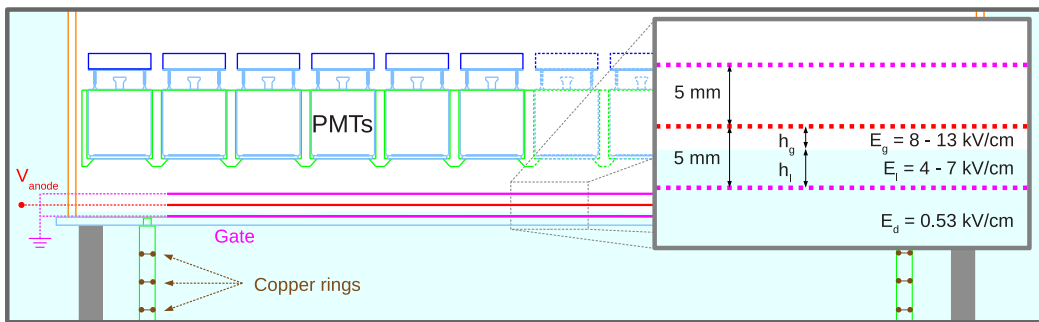 PMTs
V_anode
Gate
Copper rings
5 mm
5 mm
h_g
h_l
E_g = 8 - 13 kV/cm
E_l = 4 - 7 kV/cm
E_d = 0.53 kV/cm